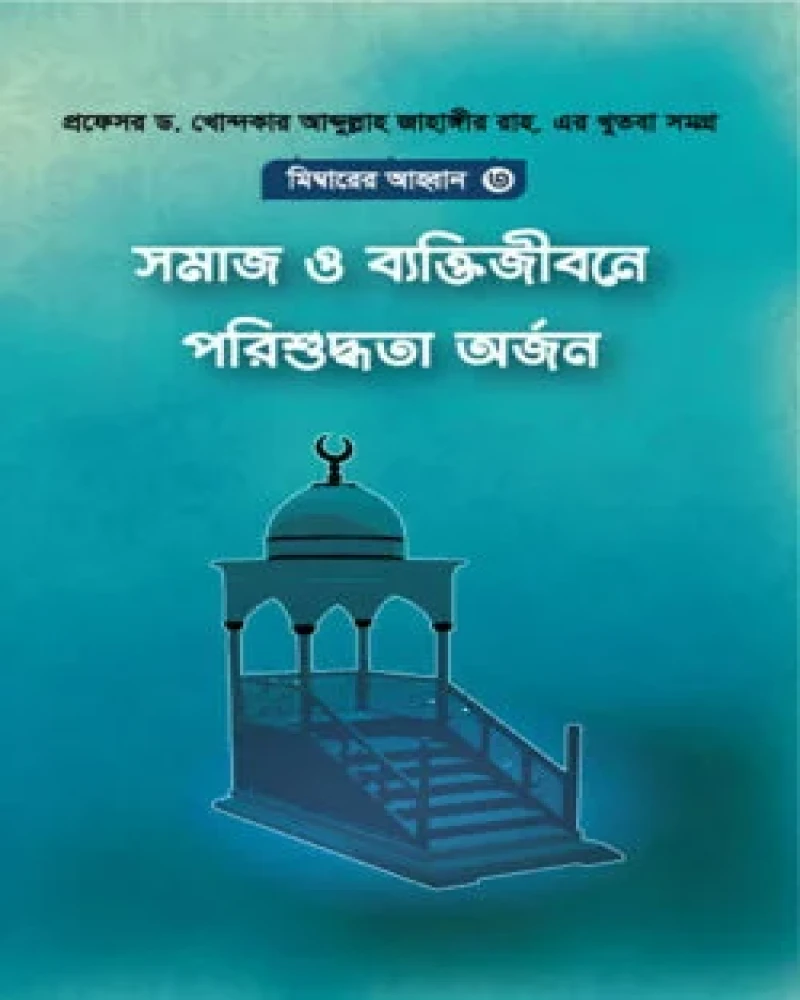 প্রফেসর ড. খোন্দকার আব্দুল্লাহ জাহাঙ্গীর রাহ. এর খুতবা সমগ্র
মিম্বারের আহ্বান ৩
সমাজ ও ব্যক্তিজীবনে
পরিশুদ্ধতা অর্জন